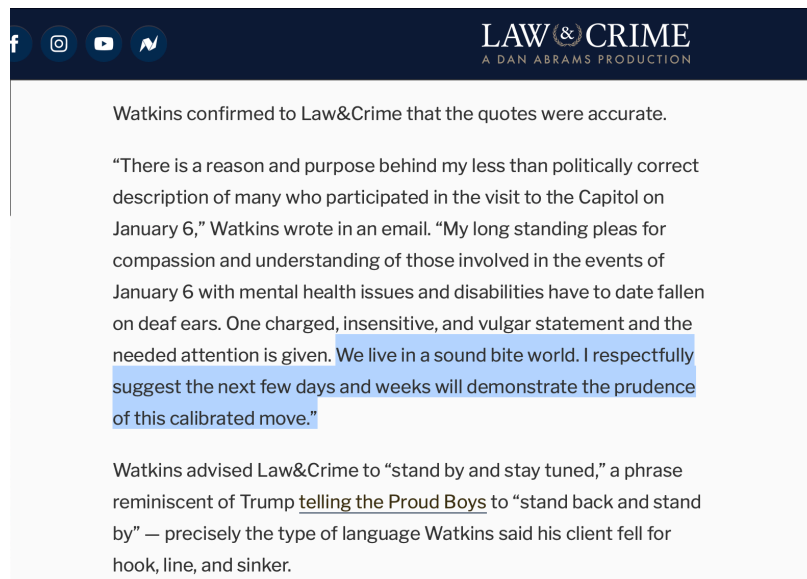 LAW & CRIME
A DAN ABRAMS PRODUCTION
Watkins confirmed to Law&Crime that the quotes were accurate.
“There is a reason and purpose behind my less than politically correct
description of many who participated in the visit to the Capitol on
January 6,” Watkins wrote in an email. “My long standing pleas for
compassion and understanding of those involved in the events of
January 6 with mental health issues and disabilities have to date fallen
on deaf ears. One charged, insensitive, and vulgar statement and the
needed attention is given. We live in a sound bite world. I respectfully
suggest the next few days and weeks will demonstrate the prudence
of this calibrated move.”
Watkins advised Law&Crime to “stand by and stay tuned,” a phrase
reminiscent of Trump telling the Proud Boys to “stand back and stand
by” — precisely the type of language Watkins said his client fell for
hook, line, and sinker.